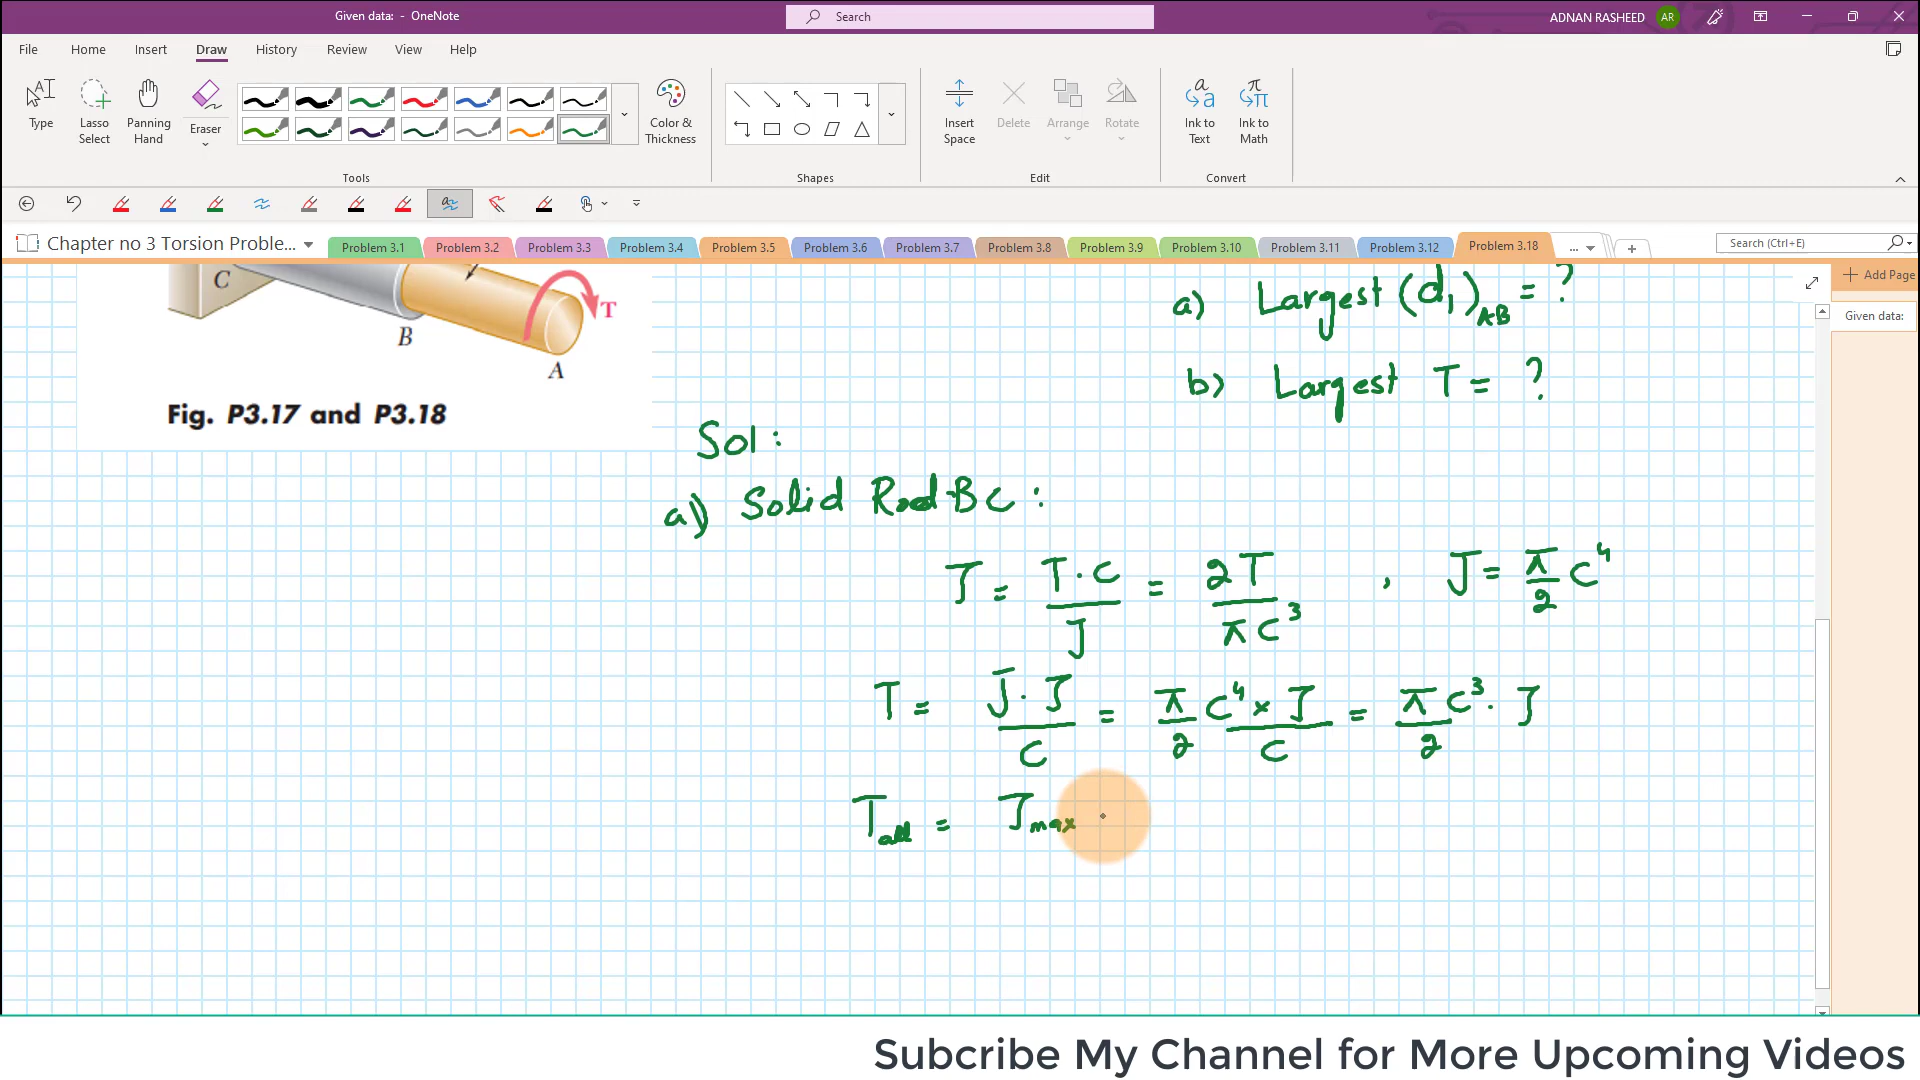 Given data: - OneNote
Search
ADNAN RASHEED AR
File Home Insert Draw History Review View Help
Type
Lasso Select
Panning Hand
Eraser
Color & Thickness
Insert Space
Delete
Arrange
Rotate
Ink to Text
Ink to Math
Tools
Shapes
Edit
Convert
Chapter no 3 Torsion Proble...
Problem 3.1 Problem 3.2 Problem 3.3 Problem 3.4 Problem 3.5 Problem 3.6 Problem 3.7 Problem 3.8 Problem 3.9 Problem 3.10 Problem 3.11 Problem 3.12 Problem 3.18 ...
Search (Ctrl+E)
Add Page
Given data:
C
B
A
T
Fig. P3.17 and P3.18
a) Largest (d₁)AB = ?
b) Largest T = ?
Sol:
a) Solid Rod BC:
τ = T·c/J = 2T/πc³ , J = π/2 c⁴
T = J·τ/c = π/2 c⁴ × τ/c = π/2 c³ · τ
Tall = τmax
Subcribe My Channel for More Upcoming Videos